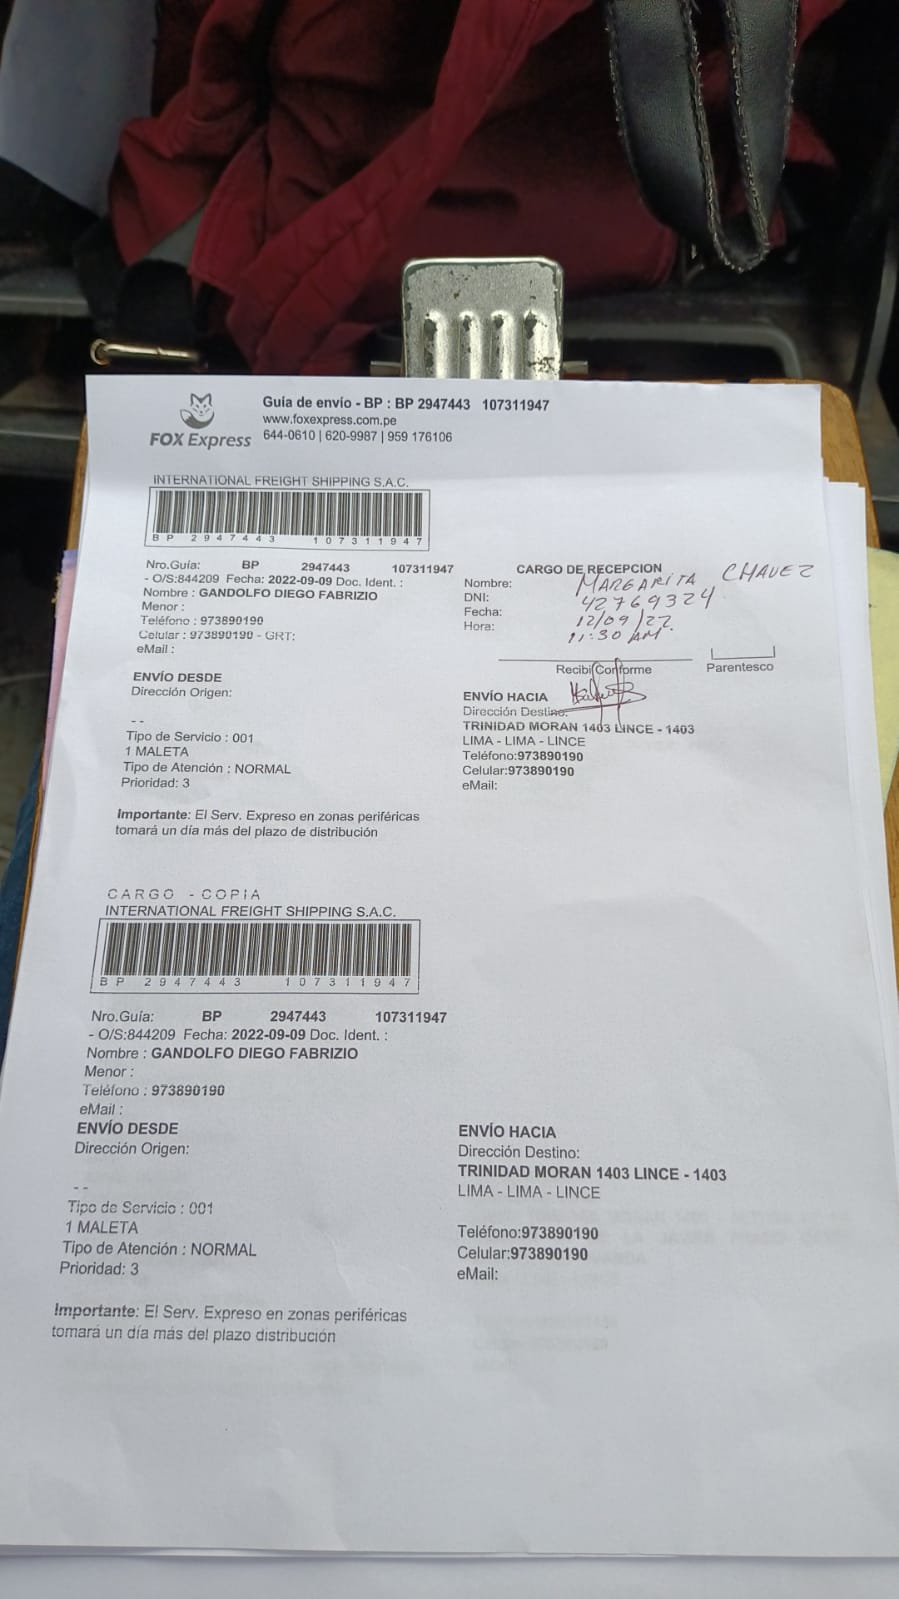 Guía de envío - BP : BP 2947443 107311947
www.foxexpress.com.pe
FOX Express
644-0610 | 620-9987 | 959 176106
INTERNATIONAL FREIGHT SHIPPING S.A.C.
BP 2947443 107311947
Nro.Guía: BP 2947443 107311947
- O/S:844209 Fecha: 2022-09-09 Doc. Ident. :
Nombre : GANDOLFO DIEGO FABRIZIO
Menor :
Teléfono : 973890190
Celular : 973890190 - GRT:
eMail :
CARGO DE RECEPCION
Nombre: MARGARITA CHAVEZ
DNI: 42769324
Fecha: 12/09/22.
Hora: 11:30 AM.
Recibí Conforme
Parentesco
ENVÍO DESDE
Dirección Origen:
- -
Tipo de Servicio : 001
1 MALETA
Tipo de Atención : NORMAL
Prioridad: 3
ENVÍO HACIA
Dirección Destino:
TRINIDAD MORAN 1403 LINCE - 1403
LIMA - LIMA - LINCE
Teléfono:973890190
Celular:973890190
eMail:
Importante: El Serv. Expreso en zonas periféricas
tomará un día más del plazo de distribución
CARGO - COPIA
INTERNATIONAL FREIGHT SHIPPING S.A.C.
BP 2947443 107311947
Nro.Guía: BP 2947443 107311947
- O/S:844209 Fecha: 2022-09-09 Doc. Ident. :
Nombre : GANDOLFO DIEGO FABRIZIO
Menor :
Teléfono : 973890190
eMail :
ENVÍO DESDE
Dirección Origen:
- -
Tipo de Servicio : 001
1 MALETA
Tipo de Atención : NORMAL
Prioridad: 3
ENVÍO HACIA
Dirección Destino:
TRINIDAD MORAN 1403 LINCE - 1403
LIMA - LIMA - LINCE
Teléfono:973890190
Celular:973890190
eMail:
Importante: El Serv. Expreso en zonas periféricas
tomará un día más del plazo distribución